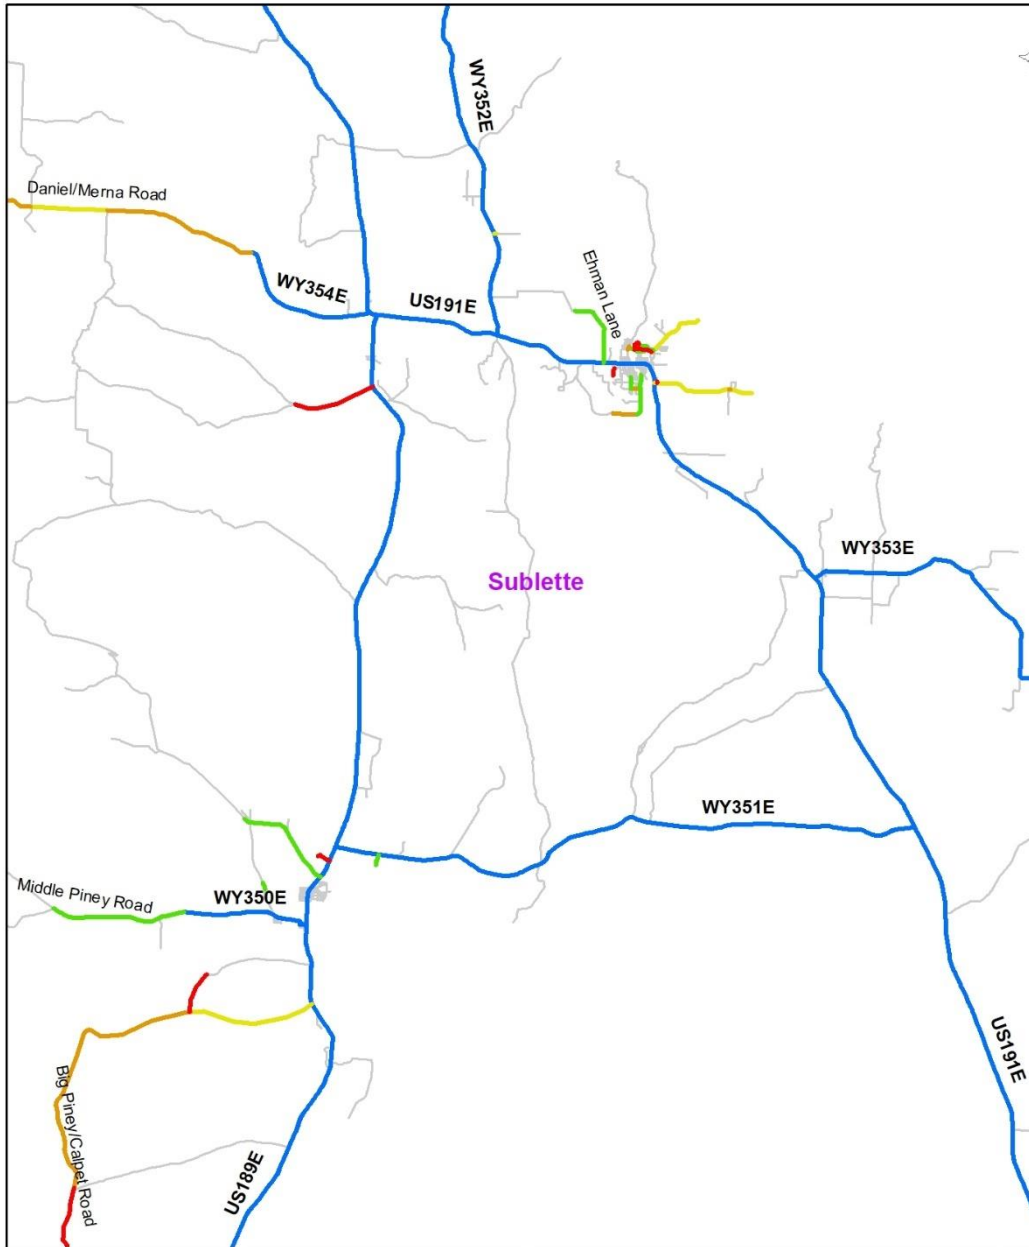 WY352E
Daniel/Merna Road
WY354E
US191E
Ehman Lane
WY353E
Sublette
WY351E
Middle Piney Road
WY350E
US191E
Big Piney/Calpet Road
US189E